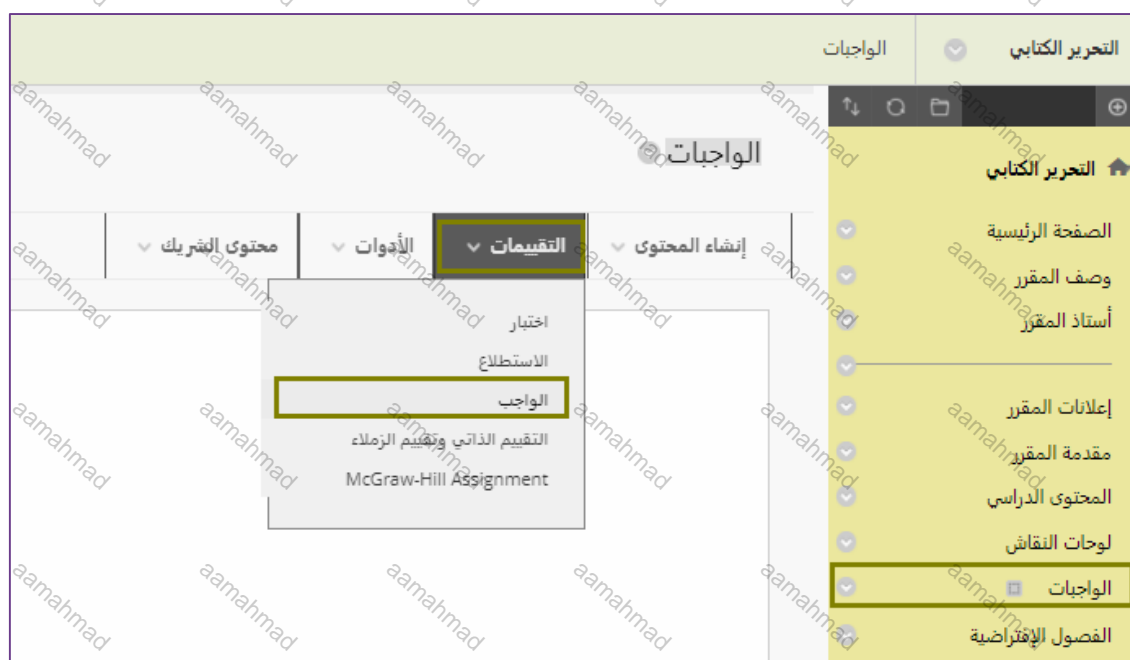 التحرير الكتابي
الواجبات
التحرير الكتابي
الصفحة الرئيسية
وصف المقرر
أستاذ المقرر
إعلانات المقرر
مقدمة المقرر
المحتوى الدراسي
لوحات النقاش
الواجبات
الفصول الإفتراضية
الواجبات
إنشاء المحتوى
التقييمات
الأدوات
محتوى الشريك
اختبار
الاستطلاع
الواجب
التقييم الذاتي وتقييم الزملاء
McGraw-Hill Assignment
aamahmad